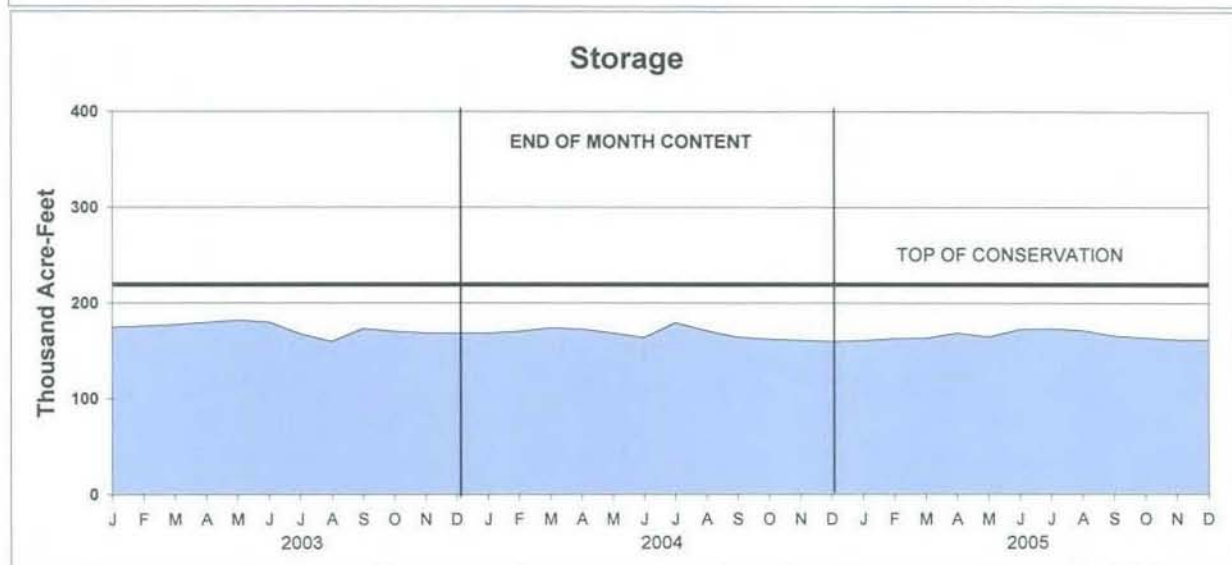 Storage
Thousand Acre-Feet
400
300
200
100
0
END OF MONTH CONTENT
TOP OF CONSERVATION
J F M A M J J A S O N D J F M A M J J A S O N D J F M A M J J A S O N D
2003 2004 2005